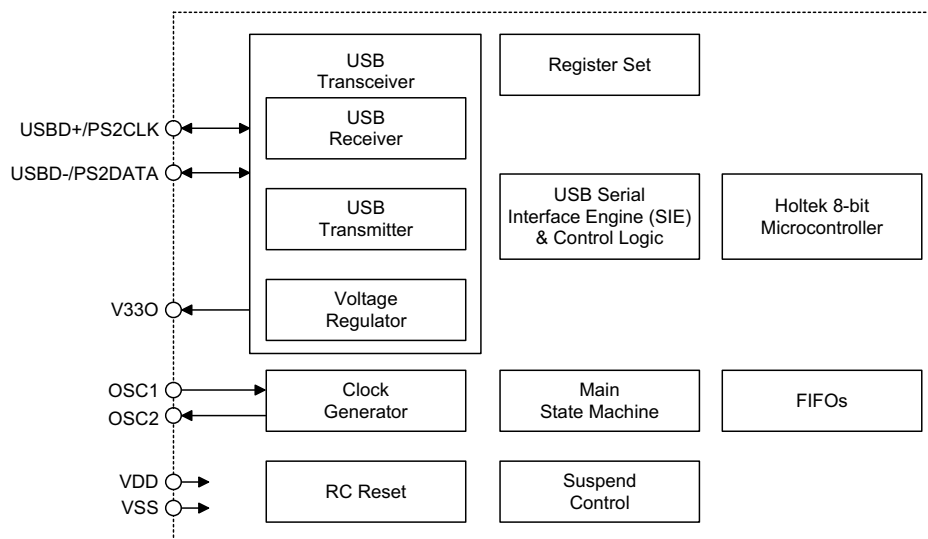 USB
Transceiver
Register Set
USBD+/PS2CLK
USB
Receiver
USBD-/PS2DATA
USB
Transmitter
USB Serial
Interface Engine (SIE)
& Control Logic
Holtek 8-bit
Microcontroller
V33O
Voltage
Regulator
OSC1
OSC2
Clock
Generator
Main
State Machine
FIFOs
VDD
VSS
RC Reset
Suspend
Control